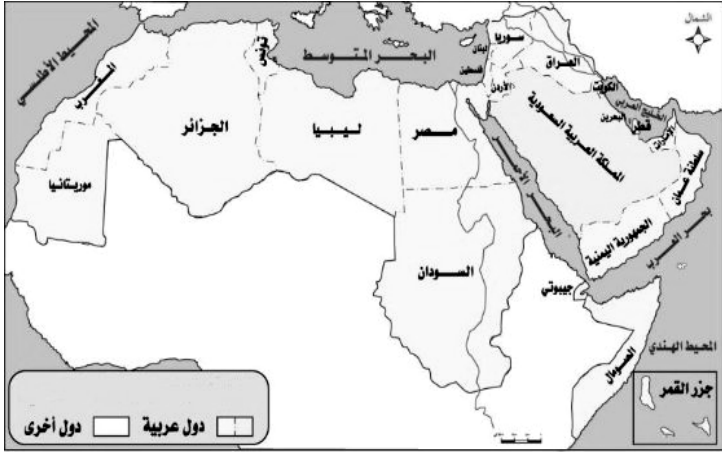 الشمال
المحيط الأطلسي
البحر المتوسط
تونس
المغرب
الجزائر
ليبيا
مصر
موريتانيا
السودان
سوريا
لبنان
فلسطين
الأردن
العراق
الكويت
الخليج العربي
البحرين
قطر
الإمارات
المملكة العربية السعودية
سلطنة عمان
الجمهورية اليمنية
البحر الأحمر
بحر العرب
جيبوتي
الصومال
المحيط الهندي
جزر القمر
دول عربية
دول أخرى